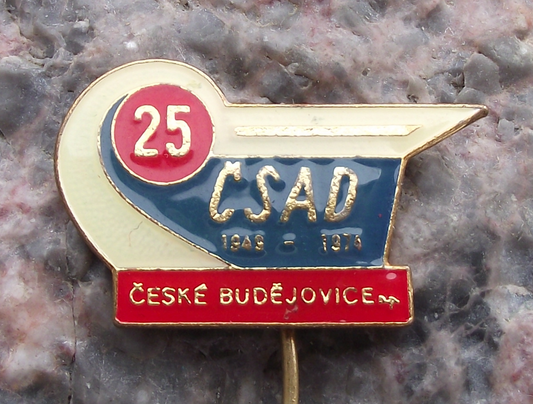 25
ČSAD
1949 - 1974
ČESKÉ BUDĚJOVICE